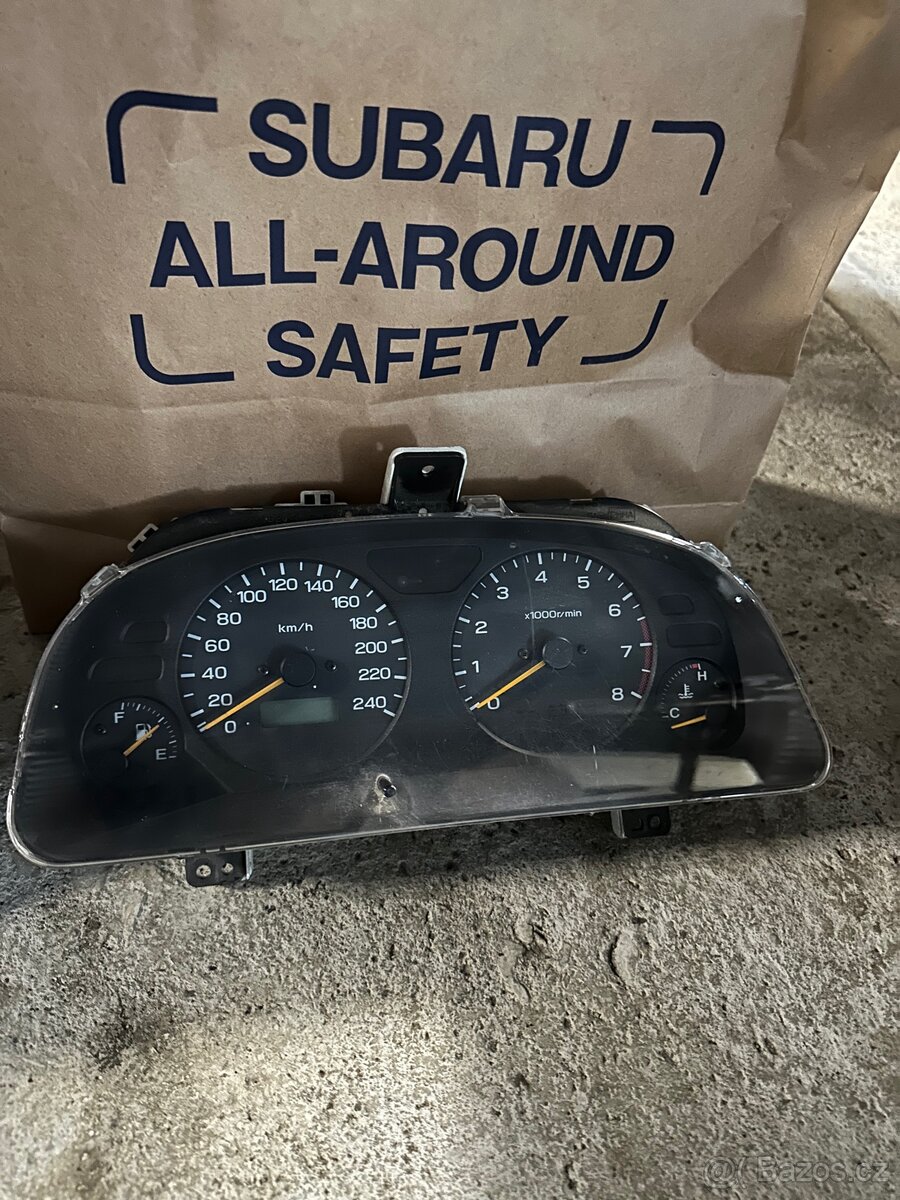 SUBARU
ALL-AROUND
SAFETY
0 20 40 60 80 100 120 140 160 180 200 220 240
km/h
0 1 2 3 4 5 6 7 8
x1000r/min
F
E
H
C
@ Bazos.cz